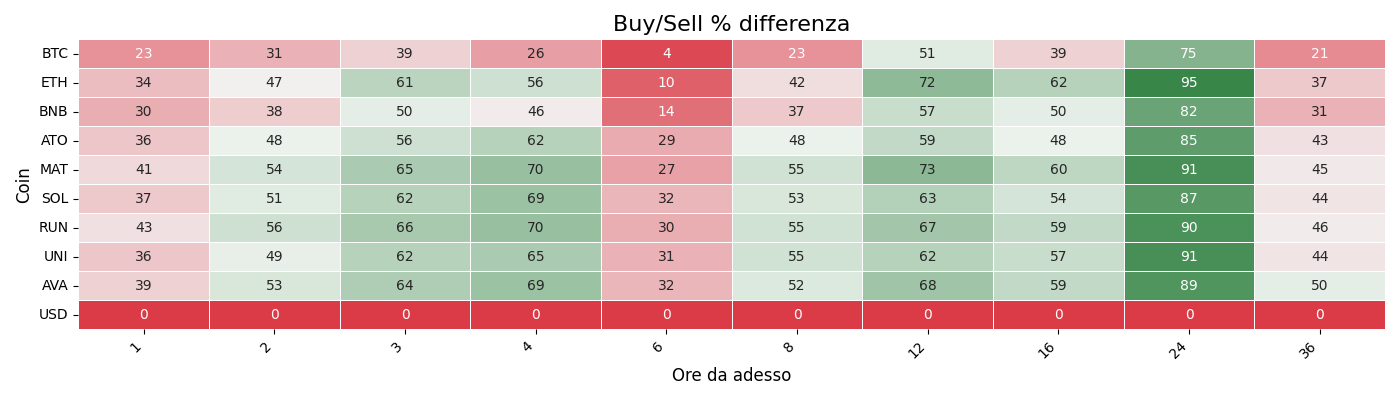 Buy/Sell % differenza
Coin
BTC 23 31 39 26 4 23 51 39 75 21
ETH 34 47 61 56 10 42 72 62 95 37
BNB 30 38 50 46 14 37 57 50 82 31
ATO 36 48 56 62 29 48 59 48 85 43
MAT 41 54 65 70 27 55 73 60 91 45
SOL 37 51 62 69 32 53 63 54 87 44
RUN 43 56 66 70 30 55 67 59 90 46
UNI 36 49 62 65 31 55 62 57 91 44
AVA 39 53 64 69 32 52 68 59 89 50
USD 0 0 0 0 0 0 0 0 0 0
1 2 3 4 6 8 12 16 24 36
Ore da adesso